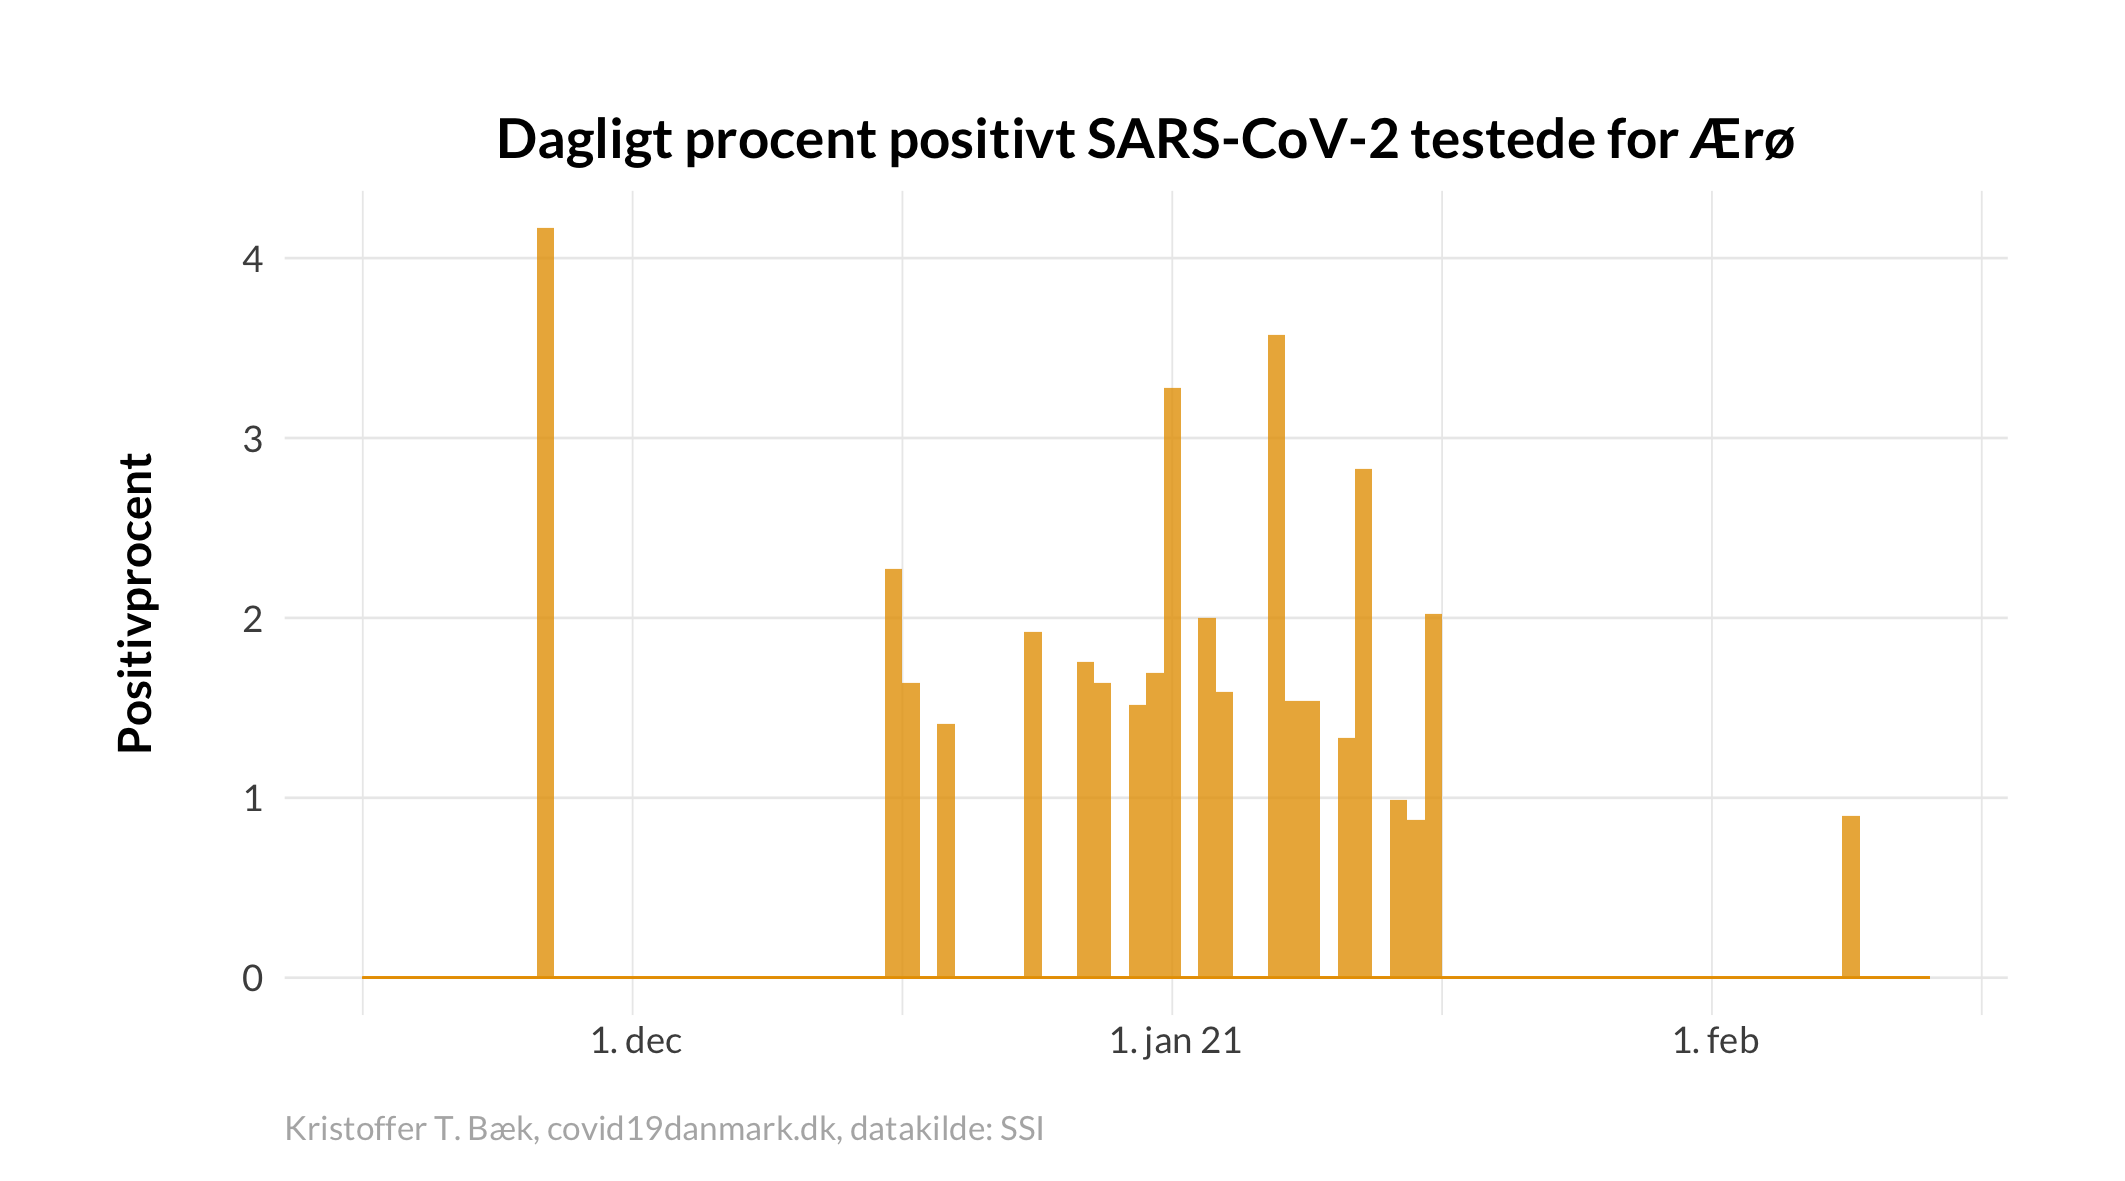 Dagligt procent positivt SARS-CoV-2 testede for Ærø
Positivprocent
4
3
2
1
0
1. dec
1. jan 21
1. feb
Kristoffer T. Bæk, covid19danmark.dk, datakilde: SSI